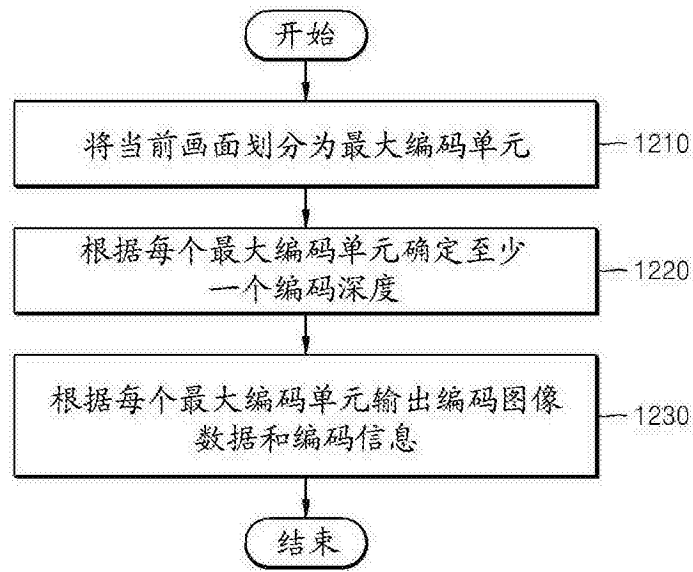 开始
将当前画面划分为最大编码单元
1210
根据每个最大编码单元确定至少
一个编码深度
1220
根据每个最大编码单元输出编码图像
数据和编码信息
1230
结束